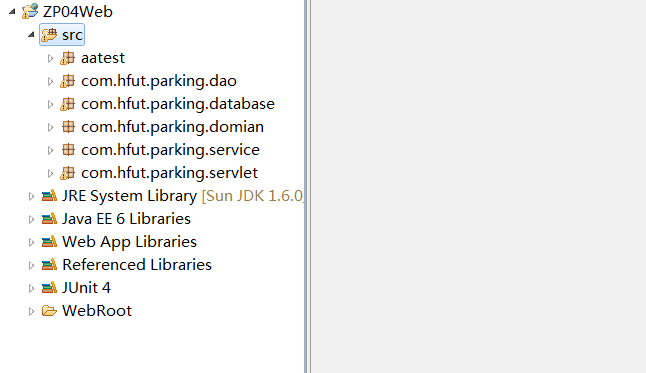 ZP04Web
src
aatest
com.hfut.parking.dao
com.hfut.parking.database
com.hfut.parking.domian
com.hfut.parking.service
com.hfut.parking.servlet
JRE System Library [Sun JDK 1.6.0_
Java EE 6 Libraries
Web App Libraries
Referenced Libraries
JUnit 4
WebRoot